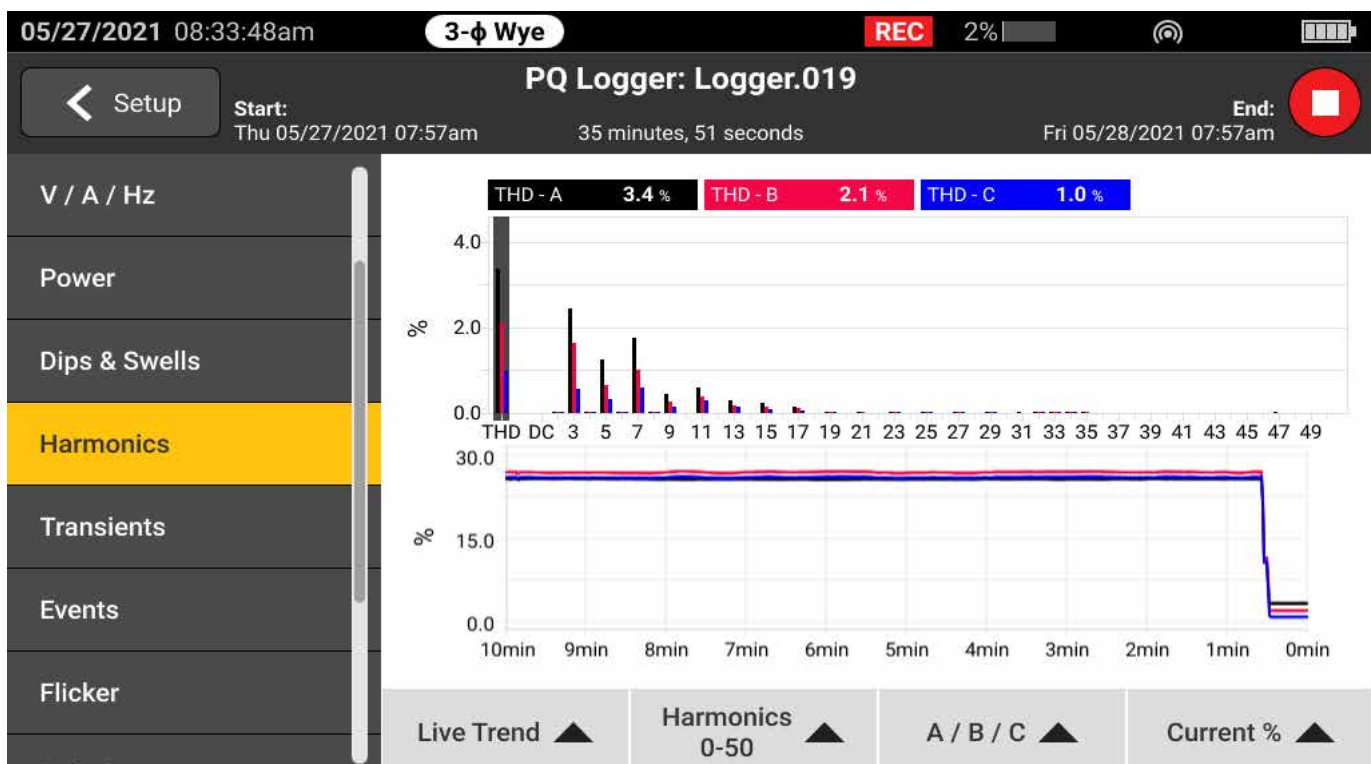 05/27/2021 08:33:48am 3-ϕ Wye REC 2%
PQ Logger: Logger.019
Setup
Start:
Thu 05/27/2021 07:57am
35 minutes, 51 seconds
End:
Fri 05/28/2021 07:57am
V / A / Hz
Power
Dips & Swells
Harmonics
Transients
Events
Flicker
THD - A 3.4 % THD - B 2.1 % THD - C 1.0 %
4.0
2.0
0.0
%
THD DC 3 5 7 9 11 13 15 17 19 21 23 25 27 29 31 33 35 37 39 41 43 45 47 49
30.0
15.0
0.0
%
10min 9min 8min 7min 6min 5min 4min 3min 2min 1min 0min
Live Trend
Harmonics
0-50
A / B / C
Current %